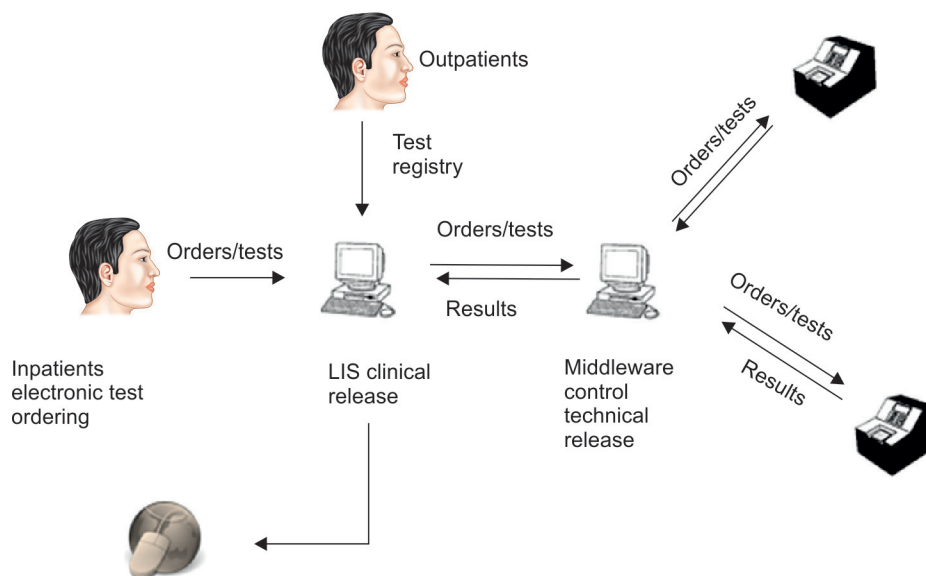 Outpatients
Test
registry
Orders/tests
Orders/tests
Orders/tests
Results
Orders/tests
Results
Inpatients
electronic test
ordering
LIS clinical
release
Middleware
control
technical
release